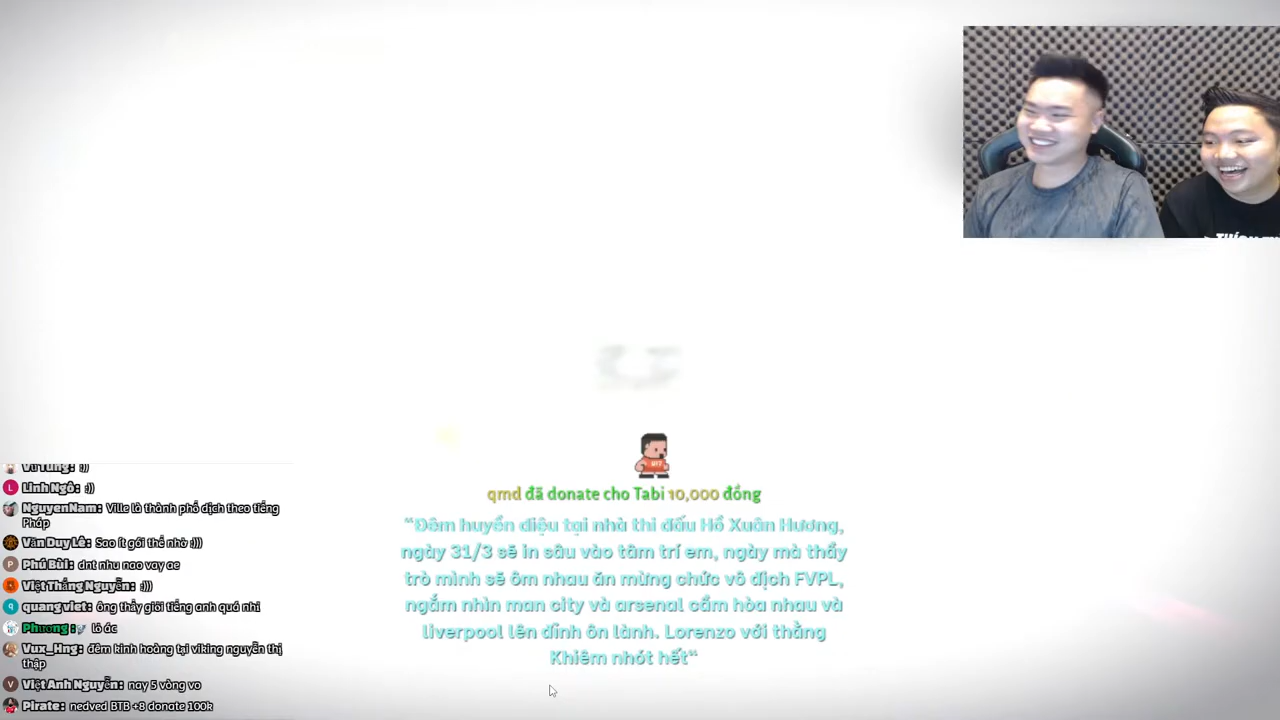 Vũ Tùng: :))
Linh Ngô: :))
NguyenNam: Ville là thành phố dịch theo tiếng
Pháp
Văn Duy Lê: Sao ít gói thế nhờ :)))
Phú Bùi: dnt nhu nao vay ae
Việt Thắng Nguyễn: :)))
quang viet: ông thầy giỏi tiếng anh quá nhỉ
Phương: lô ác
Vux_Hng: đêm kinh hoàng tại viking nguyễn thị
thập
Việt Anh Nguyễn: nay 5 vàng vo
Pirate: nedved BTB +8 donate 100k
qmd đã donate cho Tabi 10,000 đồng
"Đêm huyền diệu tại nhà thi đấu Hồ Xuân Hương,
ngày 31/3 sẽ in sâu vào tâm trí em, ngày mà thầy
trò mình sẽ ôm nhau ăn mừng chức vô địch FVPL,
ngắm nhìn man city và arsenal cầm hòa nhau và
liverpool lên đỉnh ôn lành. Lorenzo với thằng
Khiêm nhót hết"